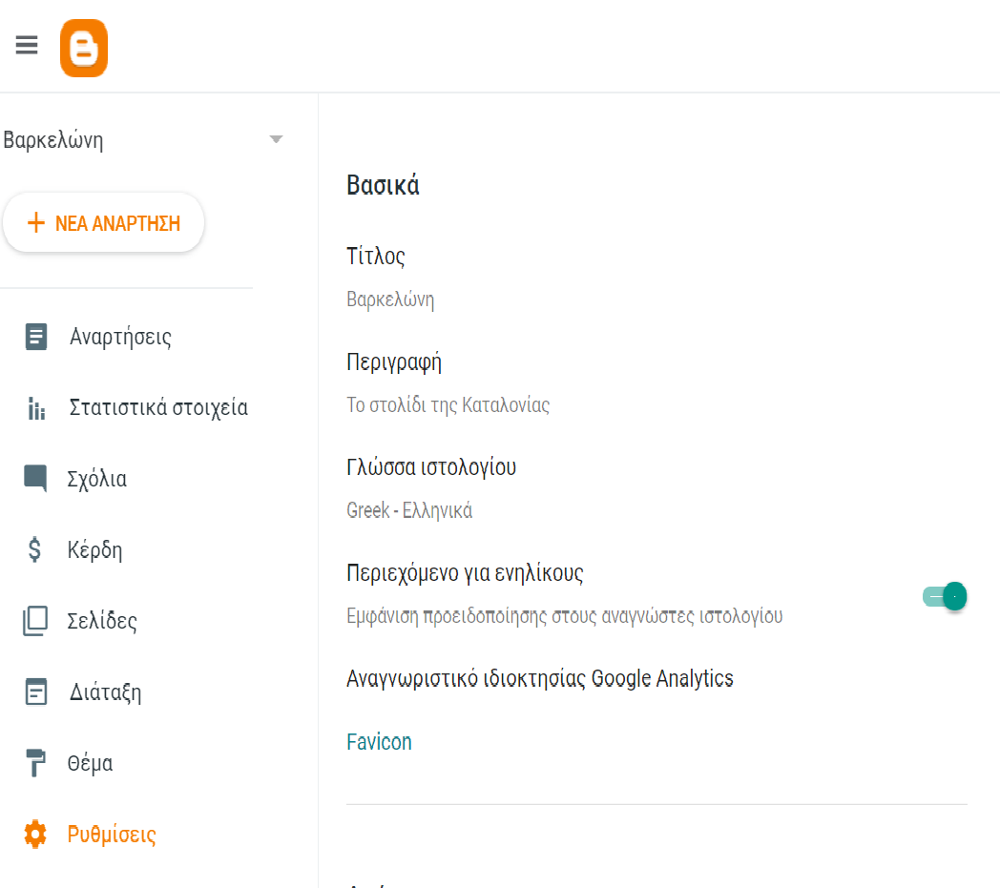 Βαρκελώνη
ΝΕΑ ΑΝΑΡΤΗΣΗ
Αναρτήσεις
Στατιστικά στοιχεία
Σχόλια
Κέρδη
Σελίδες
Διάταξη
Θέμα
Ρυθμίσεις
Βασικά
Τίτλος
Βαρκελώνη
Περιγραφή
Το στολίδι της Καταλονίας
Γλώσσα ιστολογίου
Greek - Ελληνικά
Περιεχόμενο για ενηλίκους
Εμφάνιση προειδοποίησης στους αναγνώστες ιστολογίου
Αναγνωριστικό ιδιοκτησίας Google Analytics
Favicon